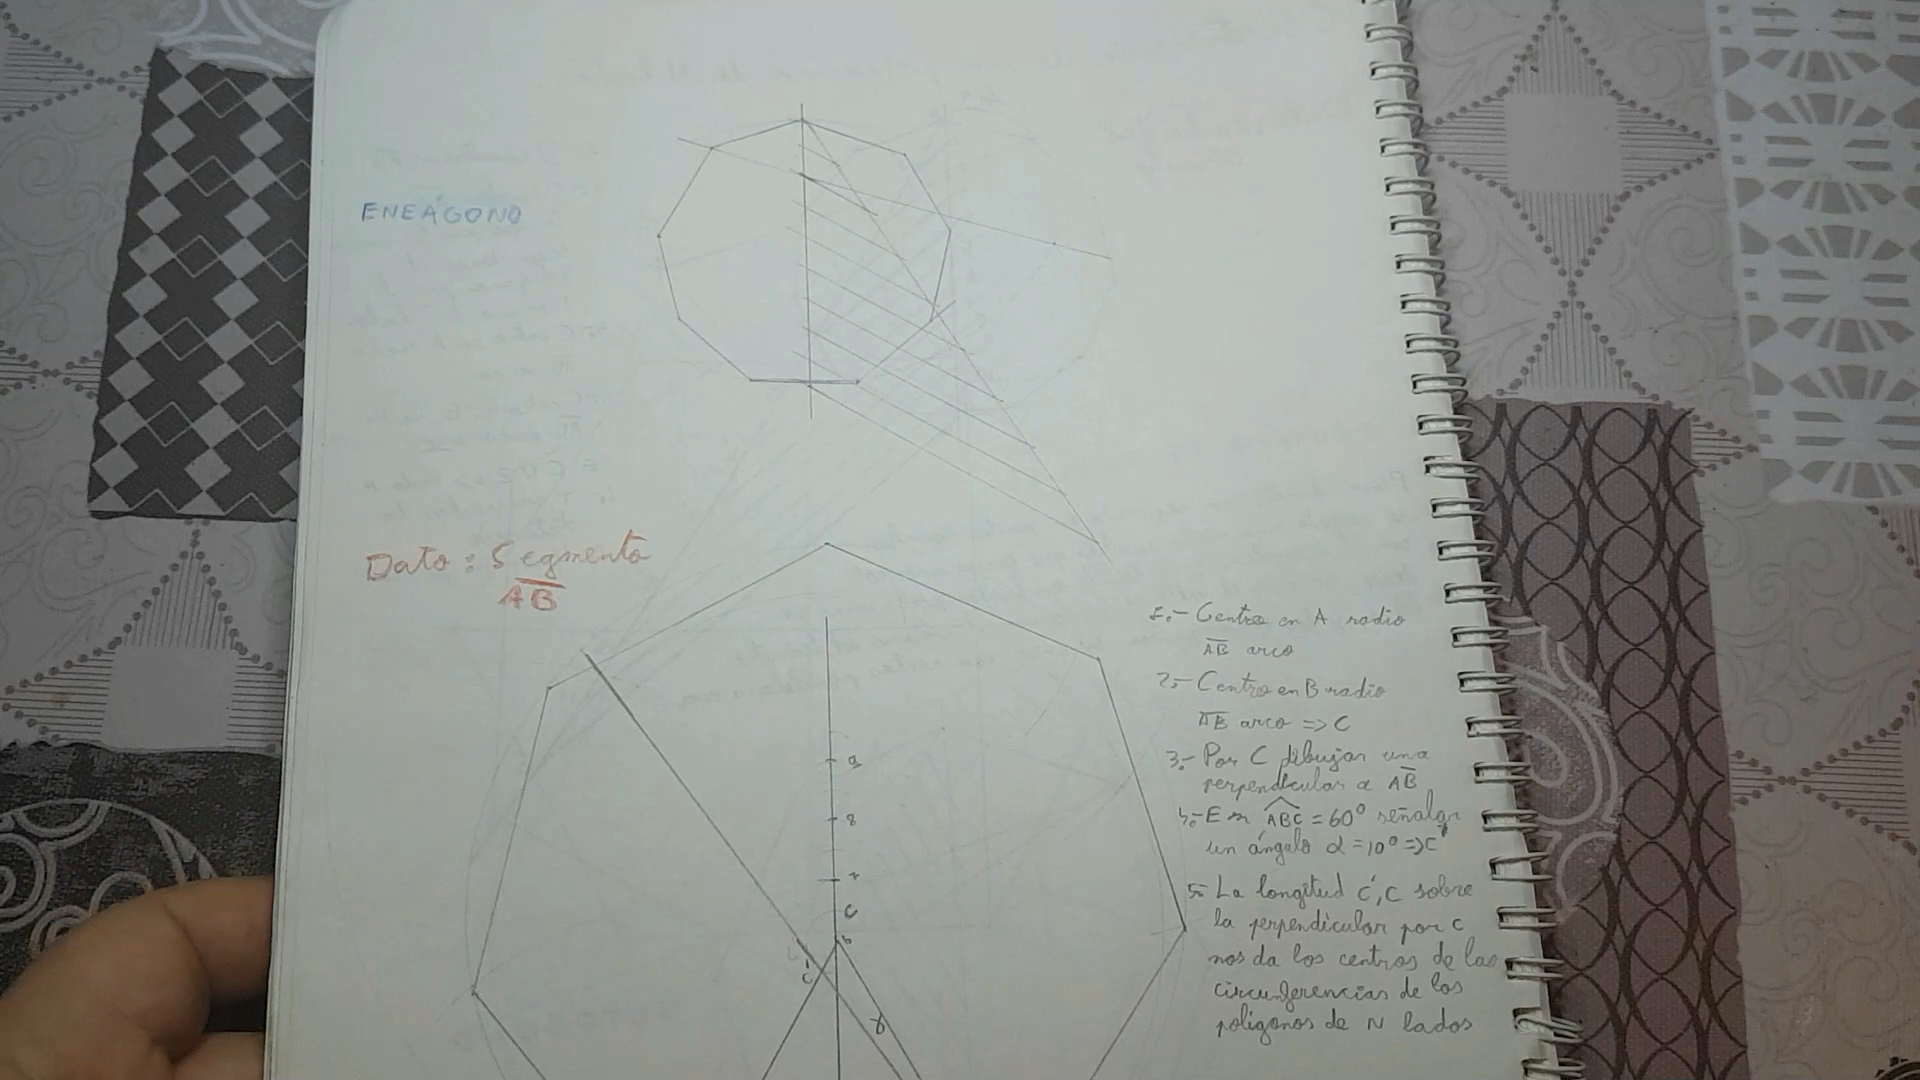 ENEÁGONO
Dato: Segmento
AB
1.- Centro en A radio
AB arco
2.- Centro en B radio
AB arco => C
3.- Por C dibujar una
perpendicular a AB
4.- En ABC = 60° señalar
un ángulo α = 10° => C'
5.- La longitud C', C sobre
la perpendicular por C
nos da los centros de las
circunferencias de los
poligonos de N lados
9
8
7
C
6
C'